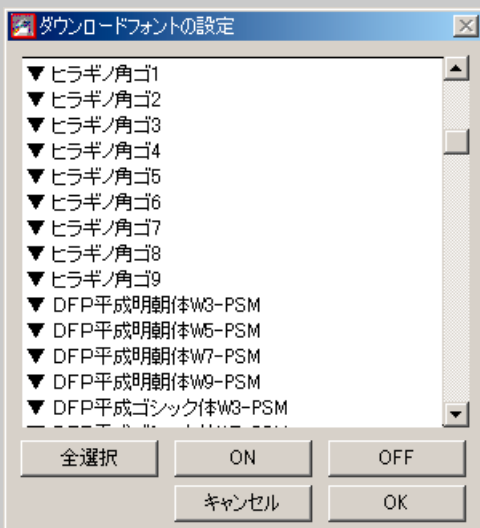 ダウンロードフォントの設定
▼ ヒラギノ角ゴ1
▼ ヒラギノ角ゴ2
▼ ヒラギノ角ゴ3
▼ ヒラギノ角ゴ4
▼ ヒラギノ角ゴ5
▼ ヒラギノ角ゴ6
▼ ヒラギノ角ゴ7
▼ ヒラギノ角ゴ8
▼ ヒラギノ角ゴ9
▼ DFP平成明朝体W3-PSM
▼ DFP平成明朝体W5-PSM
▼ DFP平成明朝体W7-PSM
▼ DFP平成明朝体W9-PSM
▼ DFP平成ゴシック体W3-PSM
全選択 ON OFF
キャンセル OK